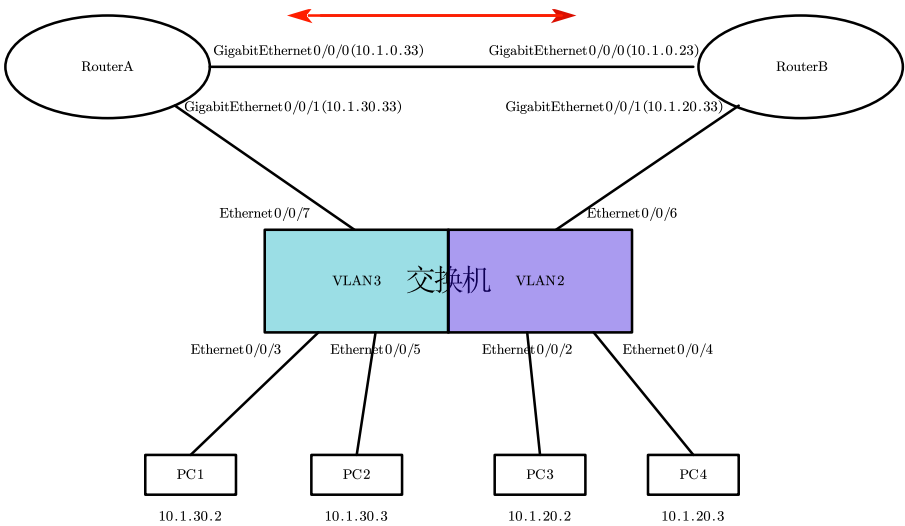 GigabitEthernet0/0/0(10.1.0.33)
GigabitEthernet0/0/0(10.1.0.23)
RouterA
RouterB
GigabitEthernet0/0/1(10.1.30.33)
GigabitEthernet0/0/1(10.1.20.33)
Ethernet0/0/7
Ethernet0/0/6
VLAN3
交换机
VLAN2
Ethernet0/0/3
Ethernet0/0/5
Ethernet0/0/2
Ethernet0/0/4
PC1
PC2
PC3
PC4
10.1.30.2
10.1.30.3
10.1.20.2
10.1.20.3